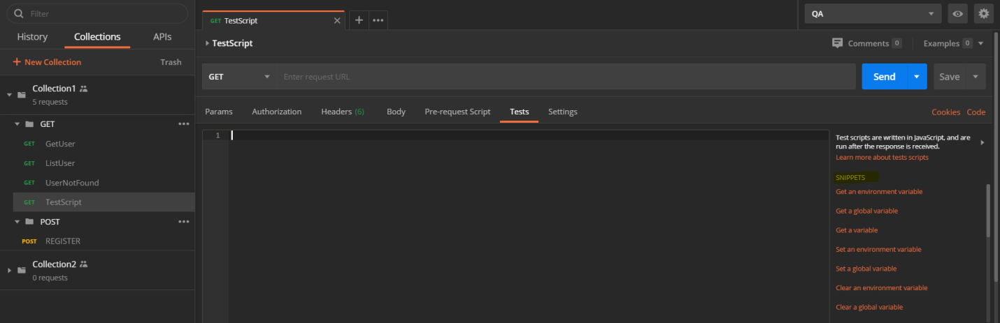 Filter
History Collections APIs
+ New Collection Trash
Collection1
5 requests
GET
GET GetUser
GET ListUser
GET UserNotFound
GET TestScript
POST
POST REGISTER
Collection2
0 requests
GET TestScript
QA
TestScript
Comments 0 Examples 0
GET Enter request URL Send Save
Params Authorization Headers (6) Body Pre-request Script Tests Settings Cookies Code
1
Test scripts are written in JavaScript, and are
run after the response is received.
Learn more about tests scripts
SNIPPETS
Get an environment variable
Get a global variable
Get a variable
Set an environment variable
Set a global variable
Clear an environment variable
Clear a global variable